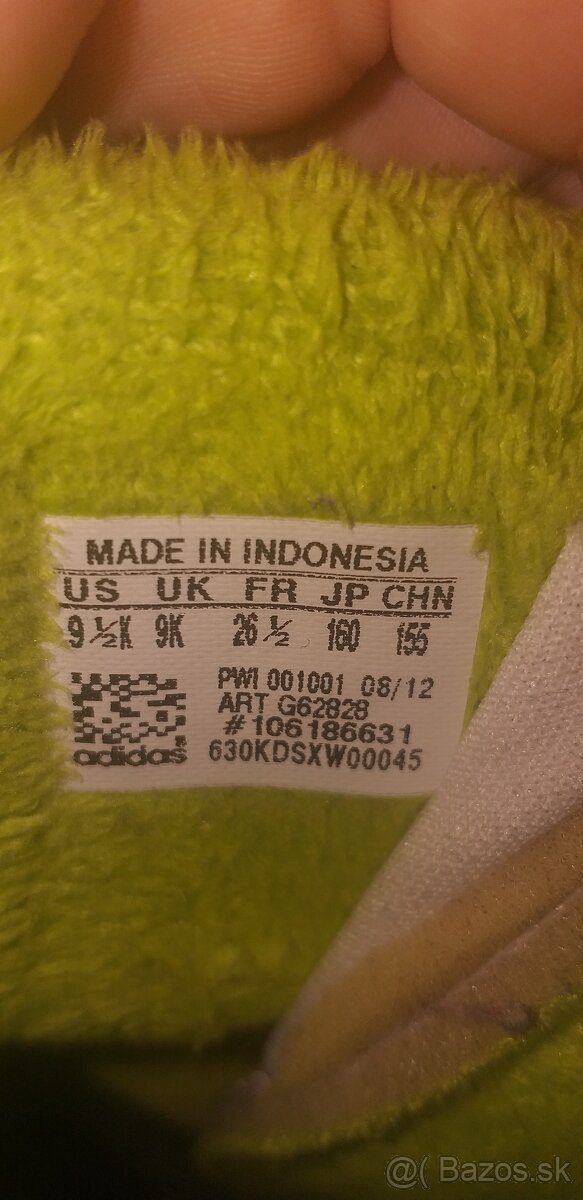 MADE IN INDONESIA
US UK FR JP CHN
9 ½K 9K 26 ½ 160 155
PWI 001001 08/12
ART G62828
#106186631
adidas 630KDSXW00045
@( Bazos.sk